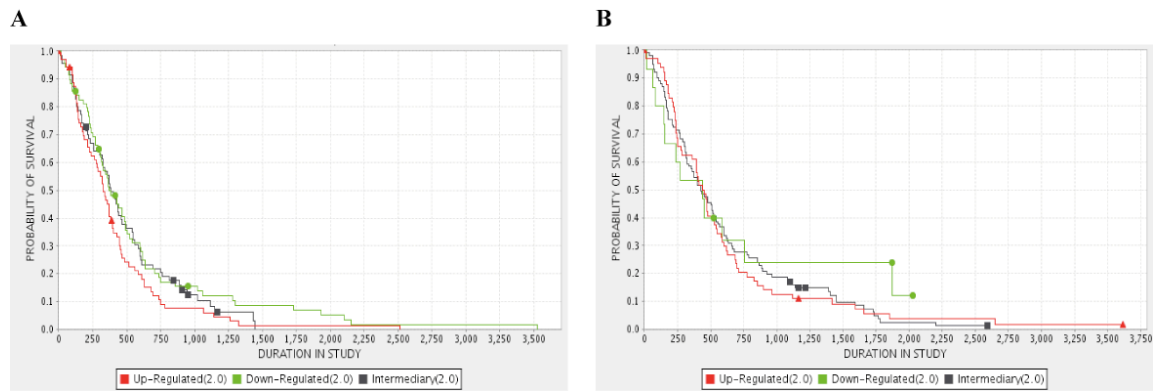 A
B
1.0
0.9
0.8
0.7
0.6
0.5
0.4
0.3
0.2
0.1
0.0
PROBABILITY OF SURVIVAL
0 250 500 750 1,000 1,250 1,500 1,750 2,000 2,250 2,500 2,750 3,000 3,250 3,500
DURATION IN STUDY
Up-Regulated(2.0) Down-Regulated(2.0) Intermediary(2.0)
1.0
0.9
0.8
0.7
0.6
0.5
0.4
0.3
0.2
0.1
0.0
PROBABILITY OF SURVIVAL
0 250 500 750 1,000 1,250 1,500 1,750 2,000 2,250 2,500 2,750 3,000 3,250 3,500 3,750
DURATION IN STUDY
Up-Regulated(2.0) Down-Regulated(2.0) Intermediary(2.0)